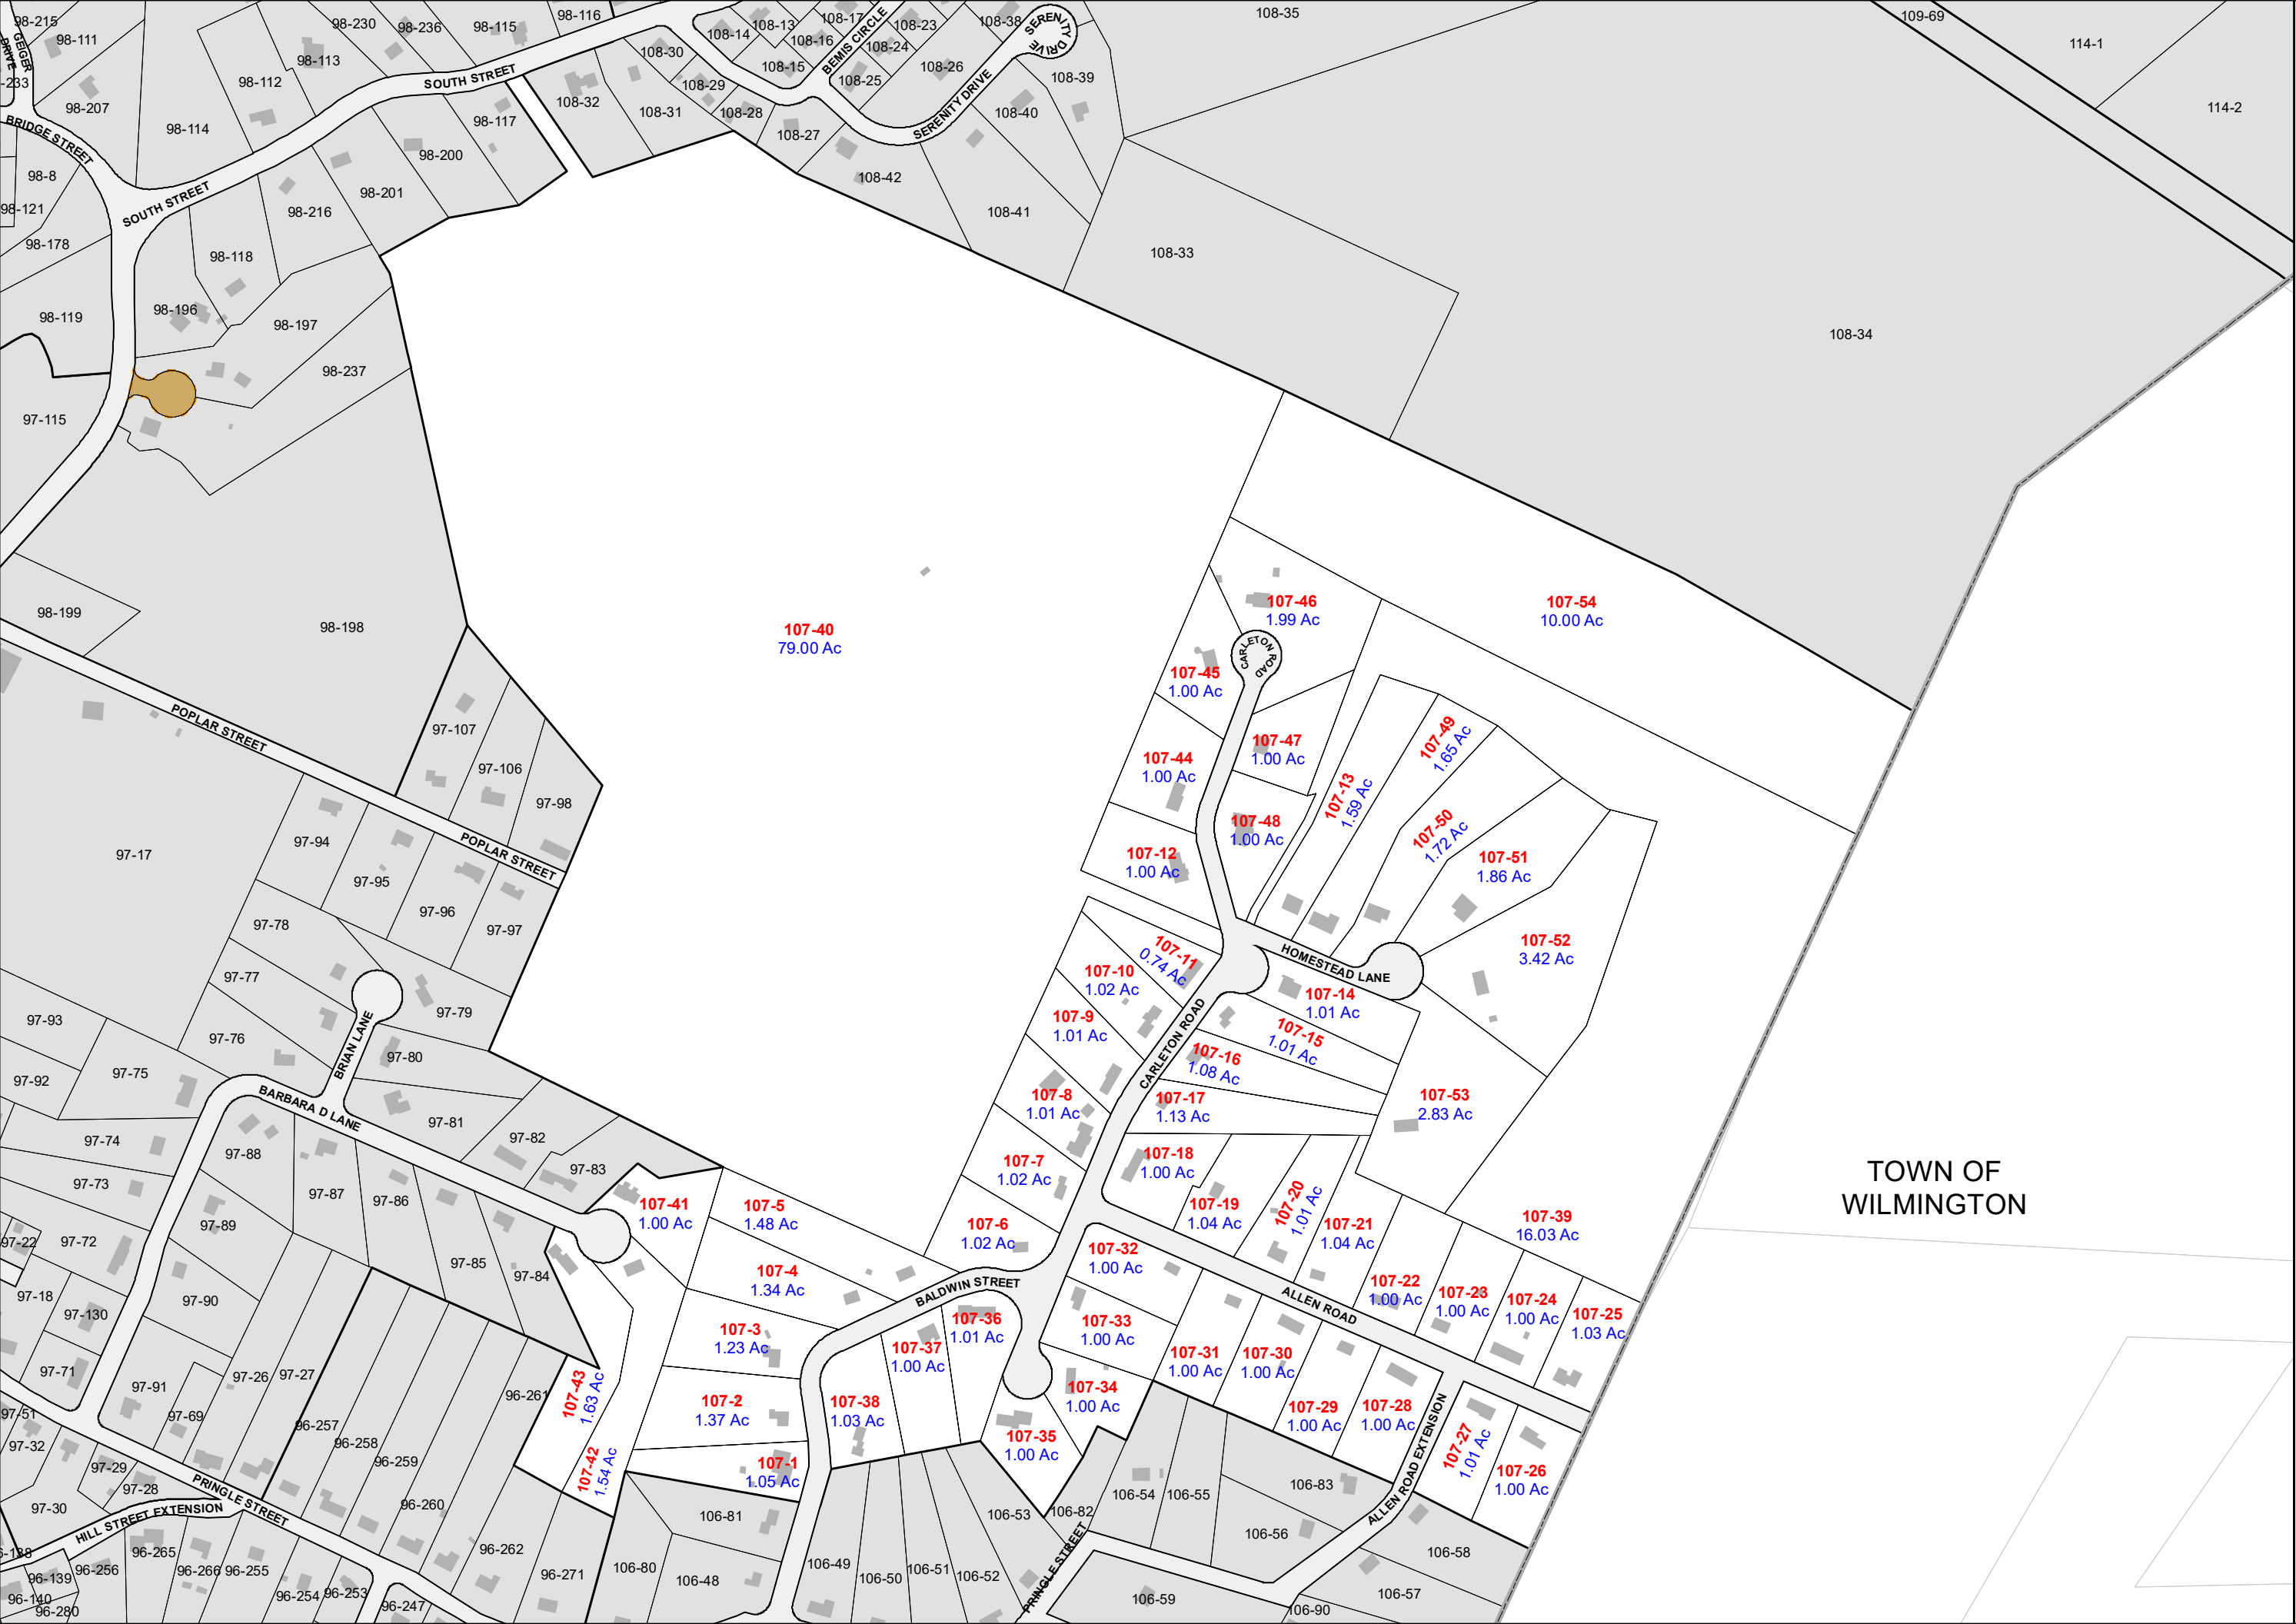 98-215
98-111
98-230
98-236
98-115
98-116
108-13
108-17
108-23
108-38
108-35
109-69
114-1
GEIGER
DRIVE
98-113
98-112
108-14
108-16
108-24
BEMIS CIRCLE
SERENITY
DRIVE
-233
98-207
SOUTH STREET
108-30
108-15
108-25
108-26
108-39
108-29
98-114
98-117
108-32
108-31
108-28
108-40
SERENITY DRIVE
114-2
BRIDGE STREET
108-27
98-8
98-200
98-121
SOUTH STREET
98-201
108-42
98-178
98-216
108-41
98-118
108-33
98-119
98-196
98-197
108-34
98-237
97-115
98-199
98-198
107-40
79.00 Ac
107-46
1.99 Ac
107-54
10.00 Ac
CARLETON ROAD
107-45
1.00 Ac
POPLAR STREET
97-107
97-106
97-98
107-44
1.00 Ac
107-47
1.00 Ac
107-13
1.59 Ac
107-49
1.65 Ac
107-48
1.00 Ac
107-50
1.72 Ac
107-51
1.86 Ac
107-12
1.00 Ac
97-17
97-94
POPLAR STREET
97-95
97-96
97-97
97-78
97-77
107-52
3.42 Ac
107-11
0.74 Ac
HOMESTEAD LANE
107-10
1.02 Ac
107-14
1.01 Ac
97-93
97-76
97-79
BRIAN LANE
107-9
1.01 Ac
CARLETON ROAD
107-15
1.01 Ac
107-16
1.08 Ac
97-92
97-75
97-80
BARBARA D LANE
97-81
107-8
1.01 Ac
107-17
1.13 Ac
107-53
2.83 Ac
97-74
97-88
97-82
97-83
97-73
97-87
97-86
107-7
1.02 Ac
107-18
1.00 Ac
TOWN OF
WILMINGTON
97-89
107-41
1.00 Ac
107-5
1.48 Ac
107-6
1.02 Ac
107-19
1.04 Ac
107-20
1.01 Ac
107-21
1.04 Ac
107-39
16.03 Ac
97-22
97-72
97-85
97-84
107-4
1.34 Ac
BALDWIN STREET
107-32
1.00 Ac
ALLEN ROAD
107-22
1.00 Ac
107-23
1.00 Ac
107-24
1.00 Ac
107-25
1.03 Ac
97-18
97-130
97-90
107-3
1.23 Ac
107-37
1.00 Ac
107-36
1.01 Ac
107-33
1.00 Ac
97-71
97-91
97-26
97-27
96-261
107-43
1.63 Ac
107-2
1.37 Ac
107-38
1.03 Ac
107-34
1.00 Ac
107-31
1.00 Ac
107-30
1.00 Ac
107-29
1.00 Ac
107-28
1.00 Ac
97-51
97-69
96-257
96-258
96-259
107-35
1.00 Ac
ALLEN ROAD EXTENSION
107-27
1.01 Ac
107-26
1.00 Ac
97-32
97-29
97-28
97-30
PRINGLE STREET
HILL STREET EXTENSION
96-260
107-42
1.54 Ac
107-1
1.05 Ac
106-81
106-53
106-82
106-54
106-55
106-83
106-56
96-265
96-262
96-139
96-256
96-266
96-255
96-271
106-80
106-48
106-49
106-50
106-51
106-52
PRINGLE STREET
106-58
96-140
96-280
96-254
96-253
96-247
106-59
106-90
106-57